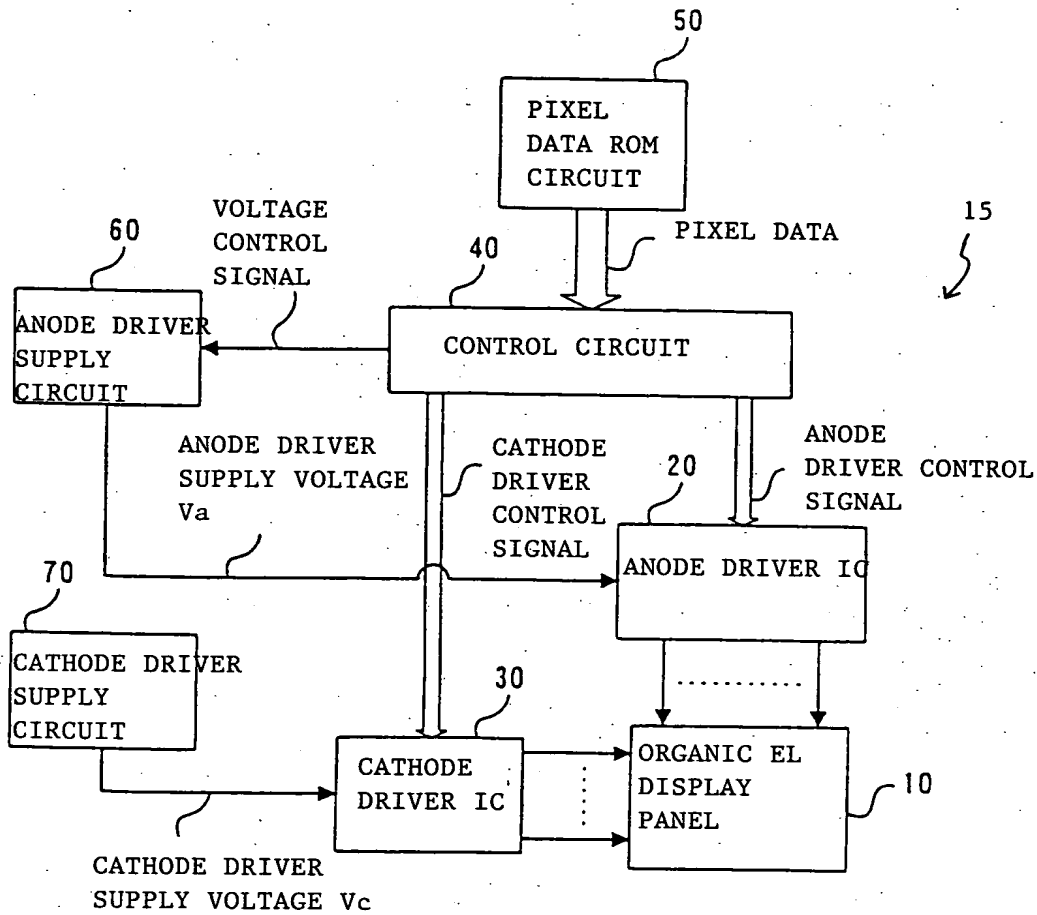 50
PIXEL
DATA ROM
CIRCUIT
15
VOLTAGE
CONTROL
SIGNAL
60
PIXEL DATA
40
ANODE DRIVER
SUPPLY
CIRCUIT
CONTROL CIRCUIT
ANODE DRIVER
SUPPLY VOLTAGE
Va
CATHODE
DRIVER
CONTROL
SIGNAL
ANODE
DRIVER CONTROL
SIGNAL
20
ANODE DRIVER IC
70
CATHODE DRIVER
SUPPLY
CIRCUIT
30
CATHODE
DRIVER IC
ORGANIC EL
DISPLAY
PANEL
10
CATHODE DRIVER
SUPPLY VOLTAGE Vc